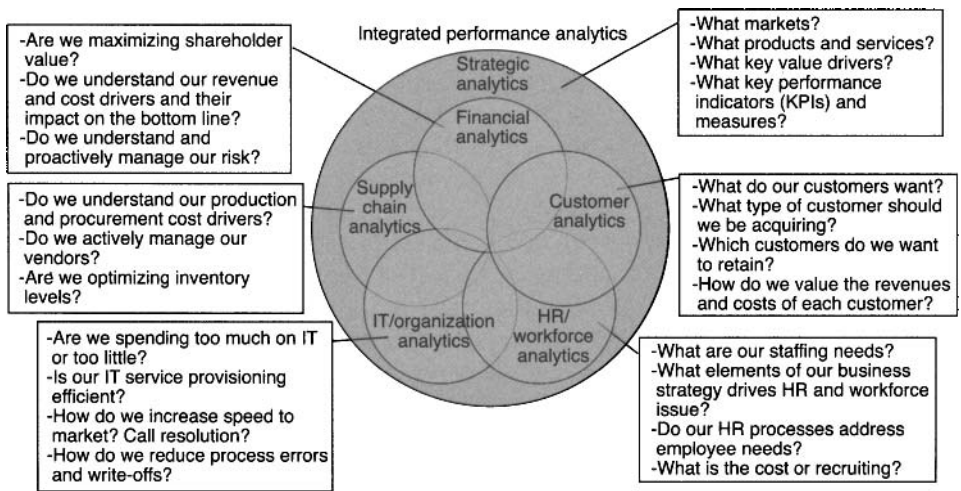 Integrated performance analytics
-Are we maximizing shareholder
value?
-Do we understand our revenue
and cost drivers and their
impact on the bottom line?
-Do we understand and
proactively manage our risk?
-Do we understand our production
and procurement cost drivers?
-Do we actively manage our
vendors?
-Are we optimizing inventory
levels?
-Are we spending too much on IT
or too little?
-Is our IT service provisioning
efficient?
-How do we increase speed to
market? Call resolution?
-How do we reduce process errors
and write-offs?
Strategic
analytics
Financial
analytics
Supply
chain
analytics
Customer
analytics
IT/organization
analytics
HR/
workforce
analytics
-What markets?
-What products and services?
-What key value drivers?
-What key performance
indicators (KPIs) and
measures?
-What do our customers want?
-What type of customer should
we be acquiring?
-Which customers do we want
to retain?
-How do we value the revenues
and costs of each customer?
-What are our staffing needs?
-What elements of our business
strategy drives HR and workforce
issue?
-Do our HR processes address
employee needs?
-What is the cost or recruiting?